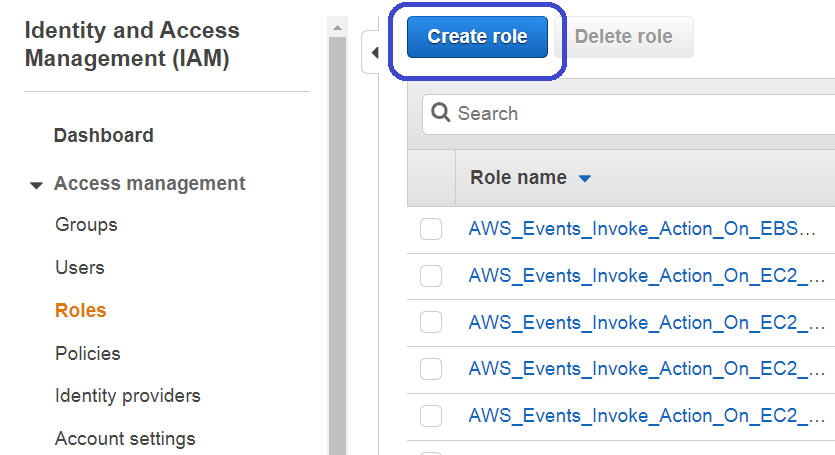 Identity and Access
Management (IAM)
Dashboard
Access management
Groups
Users
Roles
Policies
Identity providers
Account settings
Create role
Delete role
Search
Role name
AWS_Events_Invoke_Action_On_EBS...
AWS_Events_Invoke_Action_On_EC2_...
AWS_Events_Invoke_Action_On_EC2_...
AWS_Events_Invoke_Action_On_EC2_...
AWS_Events_Invoke_Action_On_EC2_...